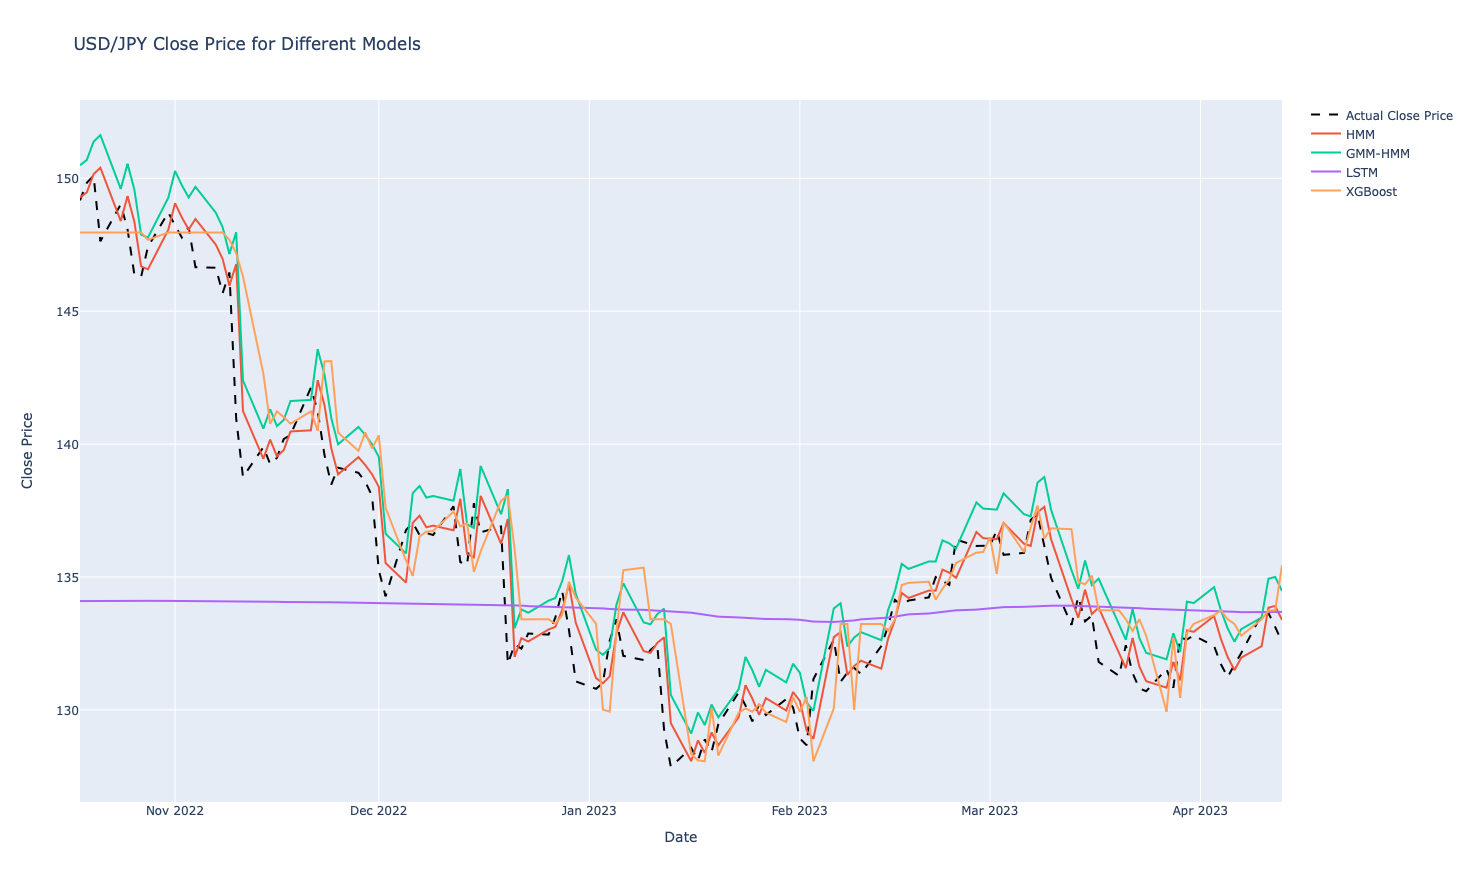 USD/JPY Close Price for Different Models
Actual Close Price
HMM
GMM-HMM
LSTM
XGBoost
150
145
140
135
130
Close Price
Nov 2022
Dec 2022
Jan 2023
Feb 2023
Mar 2023
Apr 2023
Date